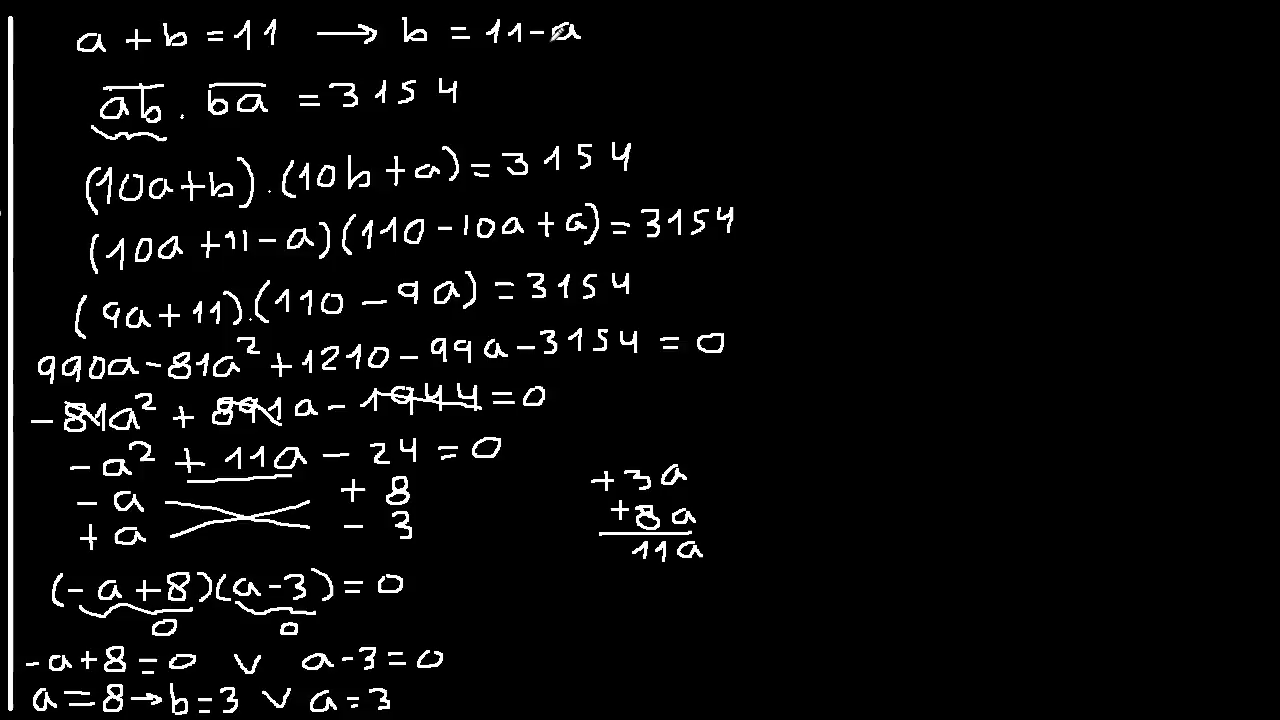 a + b = 11 → b = 11 - a
a̅b̅ . b̅a̅ = 3154
(10a+b).(10b+a) = 3154
(10a+11-a)(110-10a+a) = 3154
(9a+11).(110-9a) = 3154
990a-81a²+1210-99a-3154 = 0
-81a²+891a-1944 = 0
-a²+11a-24 = 0
-a +8
+a -3
+3a
+8a
11a
(-a+8)(a-3) = 0
0 0
-a+8=0 ∨ a-3=0
a=8→b=3 ∨ a=3